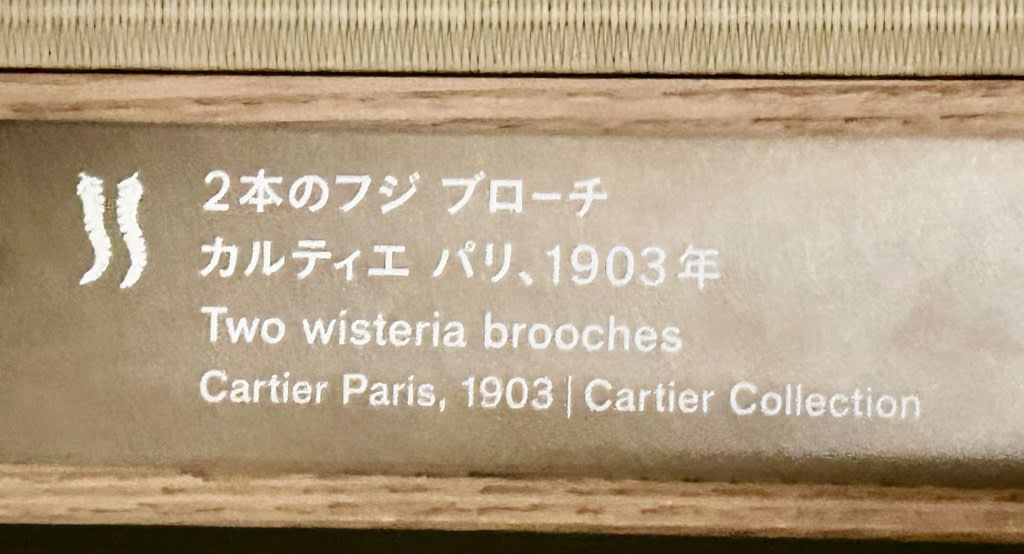 2本のフジ ブローチ
カルティエ パリ、1903年
Two wisteria brooches
Cartier Paris, 1903 | Cartier Collection